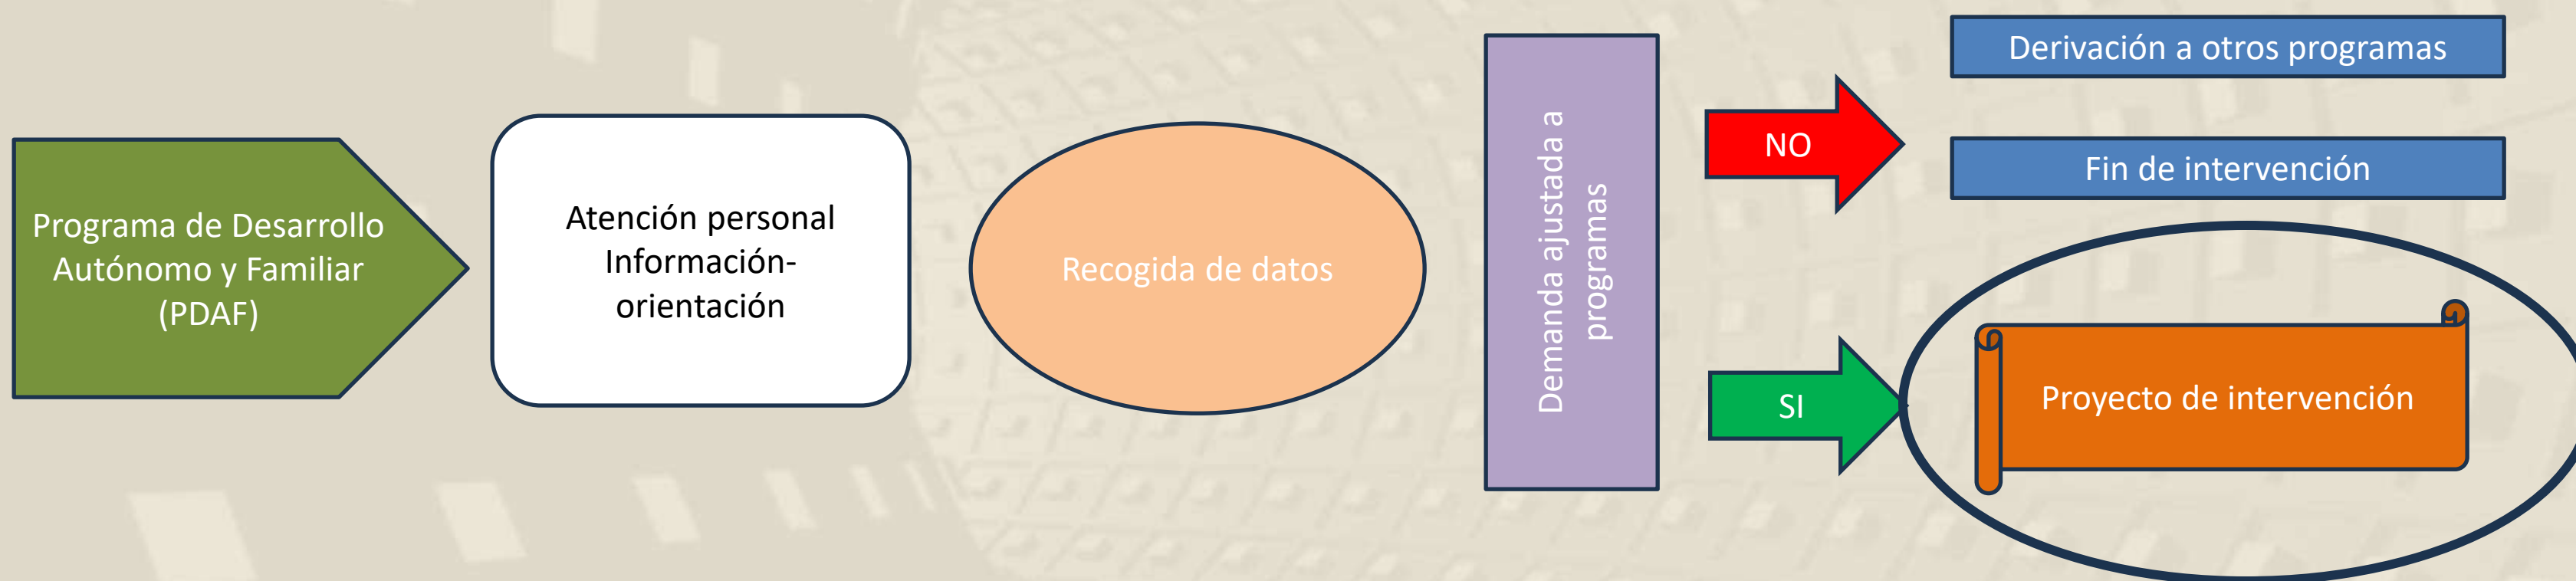 Programa de Desarrollo
Autónomo y Familiar
(PDAF)
Atención personal
Información-
orientación
Recogida de datos
Demanda ajustada a
programas
NO
Derivación a otros programas
Fin de intervención
SI
Proyecto de intervención